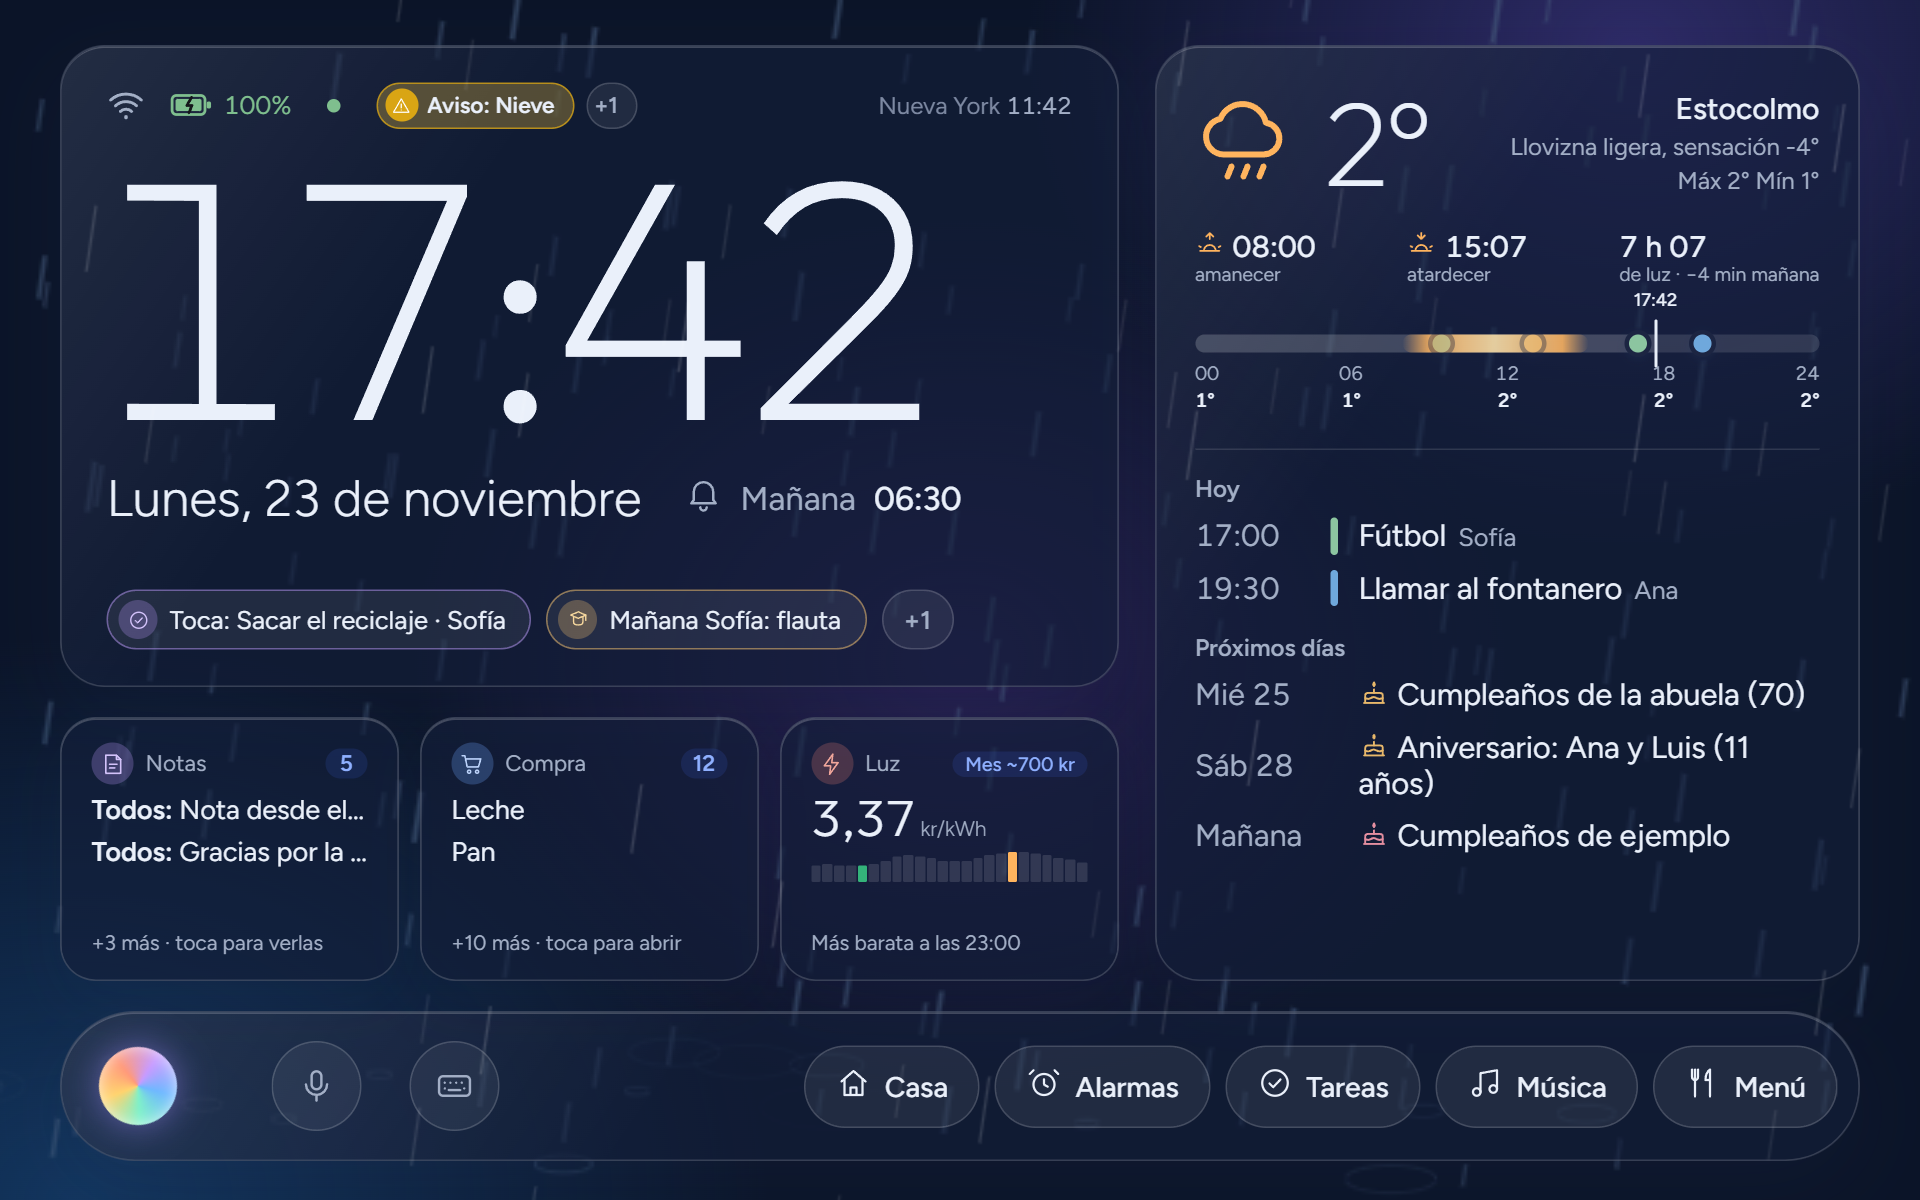 100%
Aviso: Nieve
+1
Nueva York 11:42
17:42
Lunes, 23 de noviembre
Mañana 06:30
Toca: Sacar el reciclaje · Sofía
Mañana Sofía: flauta
+1
Notas
5
Todos: Nota desde el...
Todos: Gracias por la ...
+3 más · toca para verlas
Compra
12
Leche
Pan
+10 más · toca para abrir
Luz
Mes ~700 kr
3,37 kr/kWh
Más barata a las 23:00
2°
Estocolmo
Llovizna ligera, sensación -4°
Máx 2° Mín 1°
08:00
amanecer
15:07
atardecer
7 h 07
de luz · −4 min mañana
17:42
00 06 12 18 24
1° 1° 2° 2° 2°
Hoy
17:00 Fútbol Sofía
19:30 Llamar al fontanero Ana
Próximos días
Mié 25 Cumpleaños de la abuela (70)
Sáb 28 Aniversario: Ana y Luis (11
años)
Mañana Cumpleaños de ejemplo
Casa
Alarmas
Tareas
Música
Menú